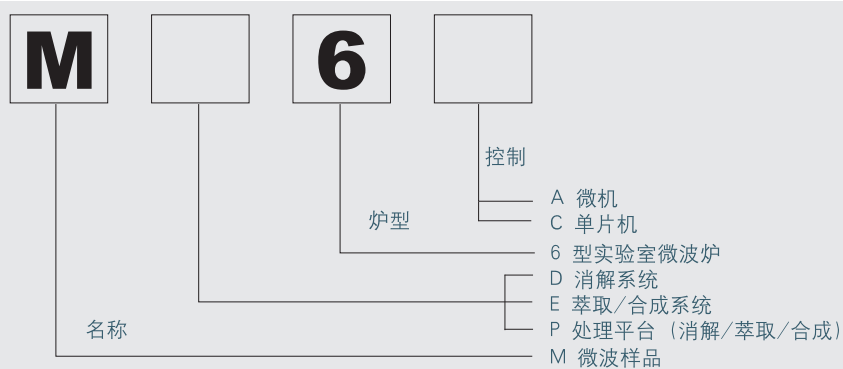 M 6
控制
A 微机
炉型
C 单片机
6 型实验室微波炉
D 消解系统
E 萃取/合成系统
名称
P 处理平台（消解/萃取/合成）
M 微波样品